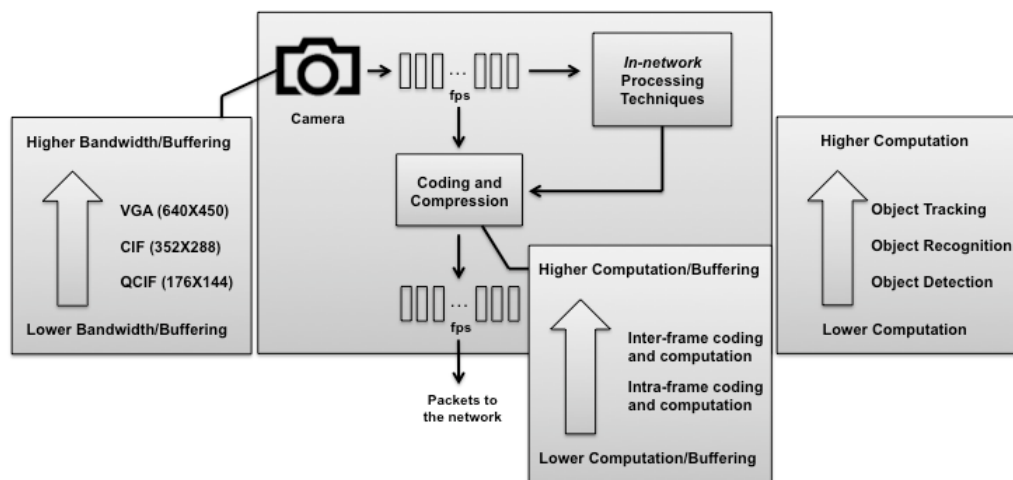 Camera
...
fps
In-network
Processing
Techniques
Higher Bandwidth/Buffering
VGA (640X450)
CIF (352X288)
QCIF (176X144)
Lower Bandwidth/Buffering
Coding and
Compression
...
fps
Packets to
the network
Higher Computation/Buffering
Inter-frame coding
and computation
Intra-frame coding
and computation
Lower Computation/Buffering
Higher Computation
Object Tracking
Object Recognition
Object Detection
Lower Computation